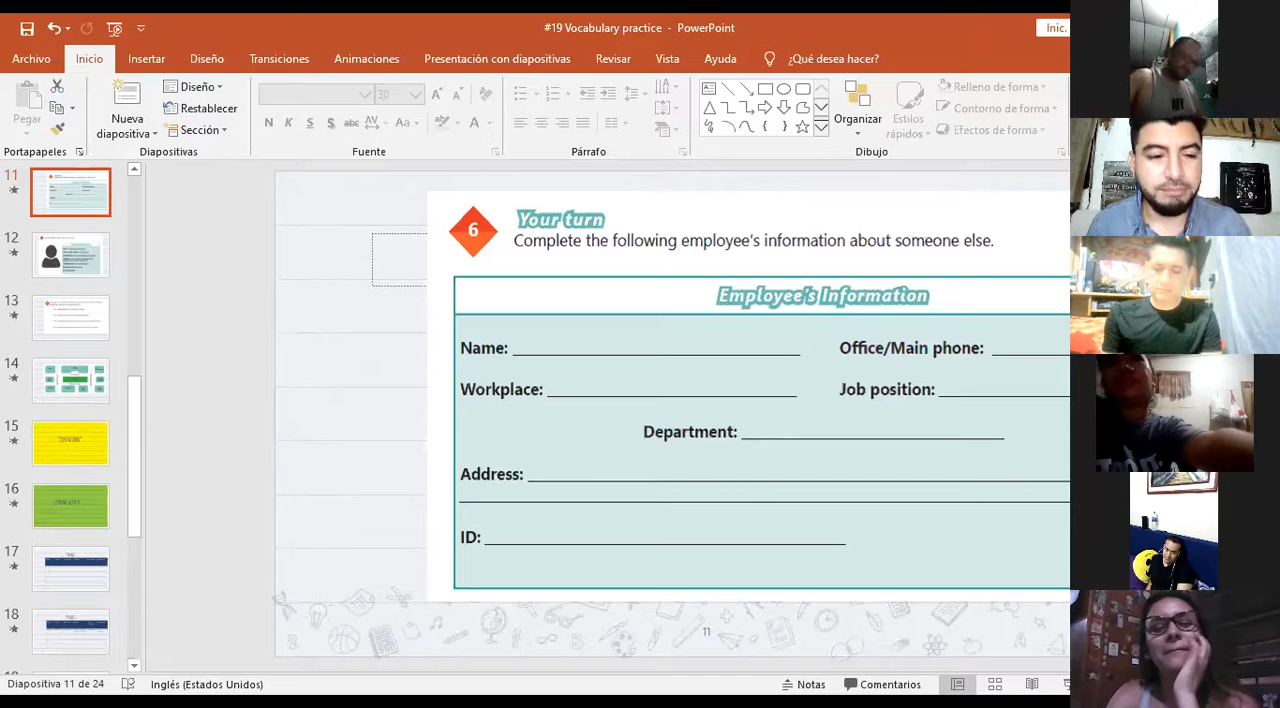 #19 Vocabulary practice - PowerPoint
Inic.
Archivo Inicio Insertar Diseño Transiciones Animaciones Presentación con diapositivas Revisar Vista Ayuda ¿Qué desea hacer?
Pegar
Nueva diapositiva
Diseño
Restablecer
Sección
30
N K S S abc AV Aa A
Organizar
Estilos rápidos
Relleno de forma
Contorno de forma
Efectos de forma
Portapapeles Diapositivas Fuente Párrafo Dibujo
11
12
13
14
15
16
17
18
6
Your turn
Complete the following employee's information about someone else.
Employee's Information
Name: Office/Main phone:
Workplace: Job position:
Department:
Address:
ID:
11
Diapositiva 11 de 24 Inglés (Estados Unidos) Notas Comentarios